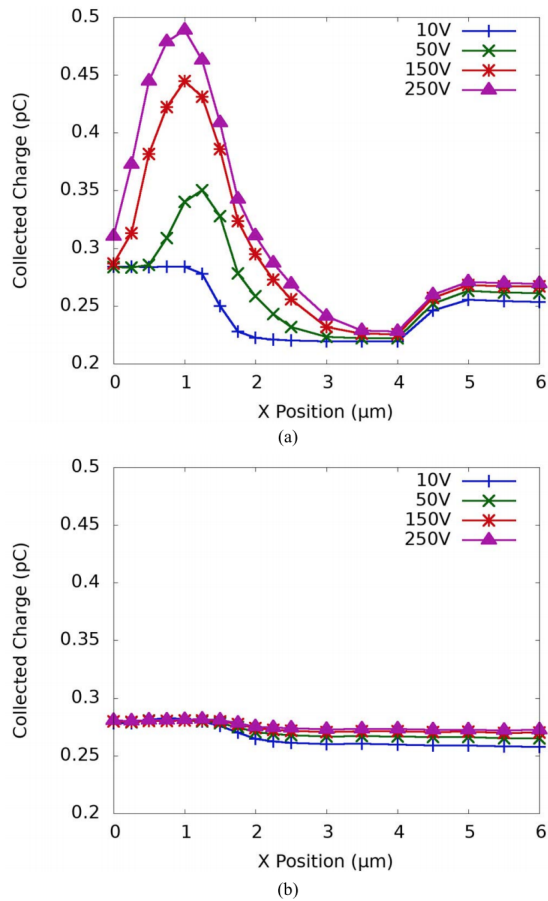 0.5
0.45
0.4
0.35
0.3
0.25
0.2
Collected Charge (pC)
10V
50V
150V
250V
0 1 2 3 4 5 6
X Position (μm)
(a)
0.5
0.45
0.4
0.35
0.3
0.25
0.2
Collected Charge (pC)
10V
50V
150V
250V
0 1 2 3 4 5 6
X Position (μm)
(b)